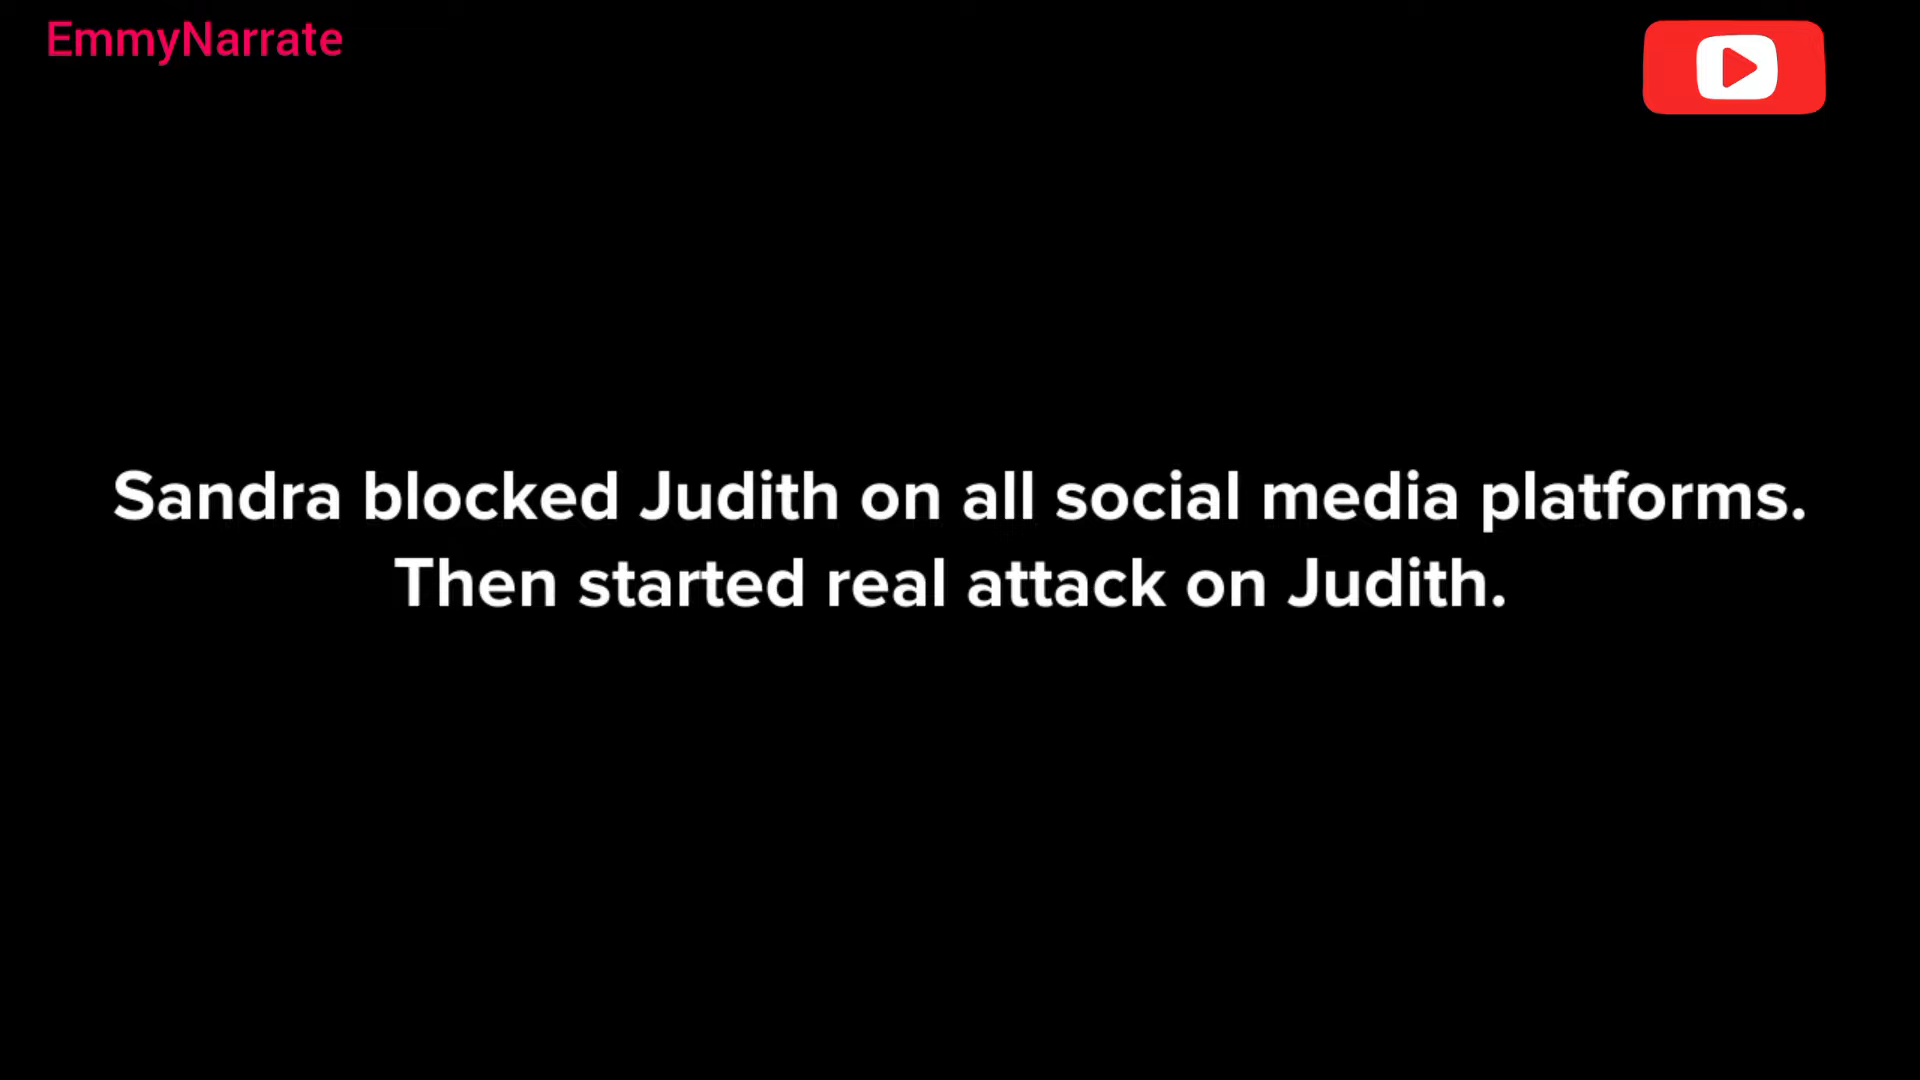 EmmyNarrate
Sandra blocked Judith on all social media platforms.
Then started real attack on Judith.